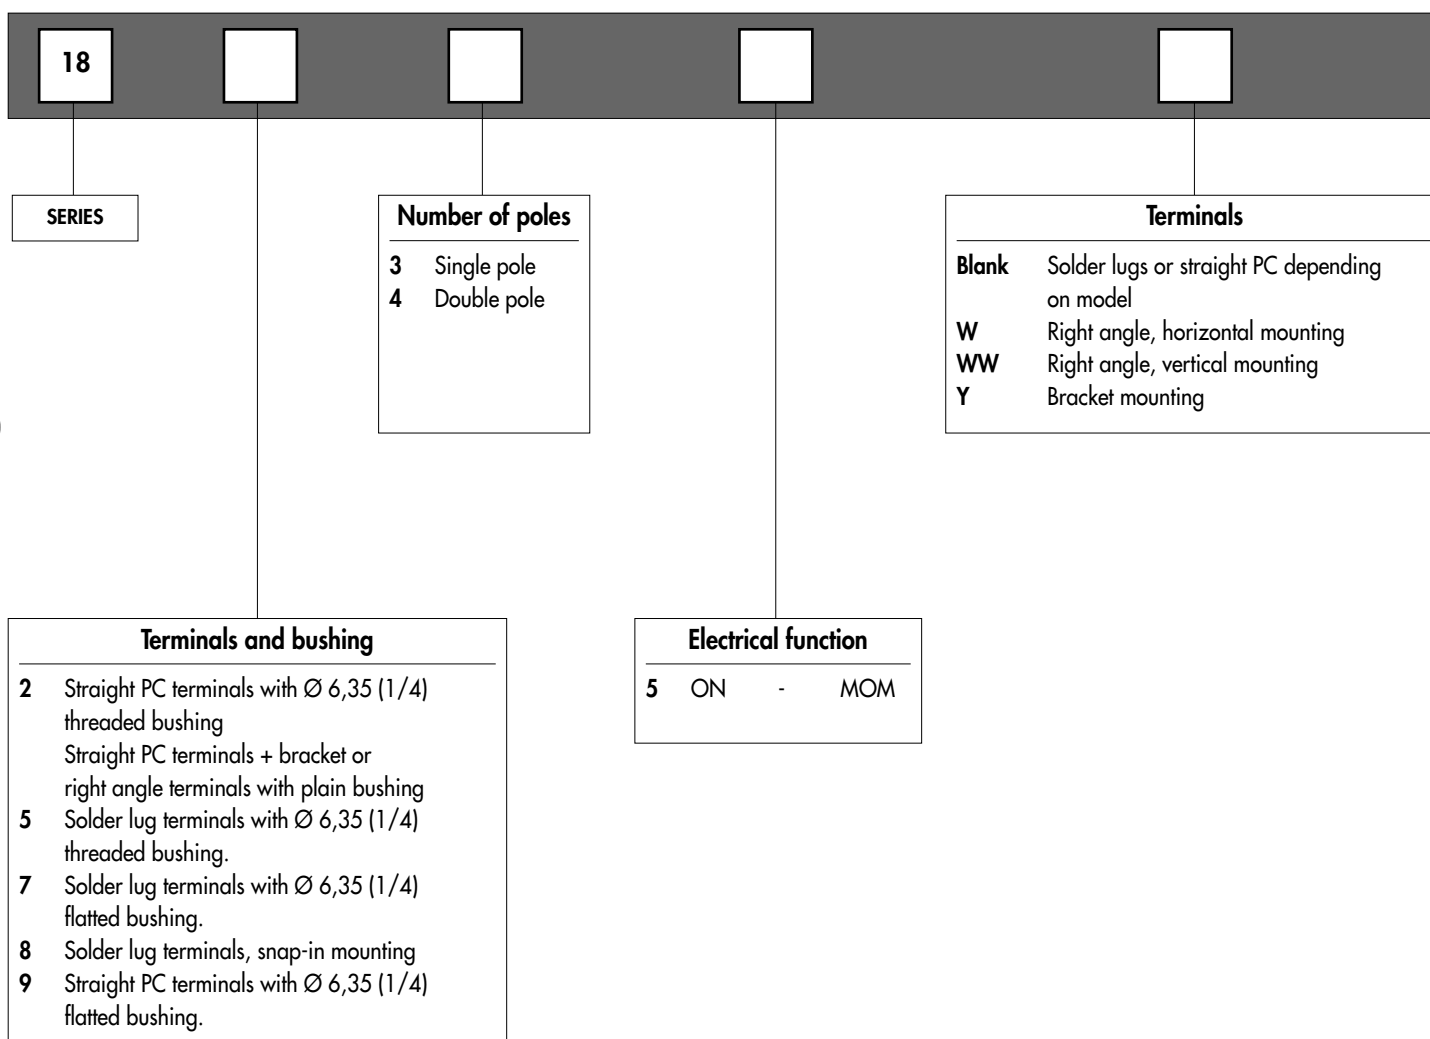 18
SERIES
Number of poles
3 Single pole
4 Double pole
Terminals
Blank Solder lugs or straight PC depending
on model
W Right angle, horizontal mounting
WW Right angle, vertical mounting
Y Bracket mounting
Terminals and bushing
2 Straight PC terminals with Ø 6,35 (1/4)
threaded bushing
Straight PC terminals + bracket or
right angle terminals with plain bushing
5 Solder lug terminals with Ø 6,35 (1/4)
threaded bushing.
7 Solder lug terminals with Ø 6,35 (1/4)
flatted bushing.
8 Solder lug terminals, snap-in mounting
9 Straight PC terminals with Ø 6,35 (1/4)
flatted bushing.
Electrical function
5 ON - MOM